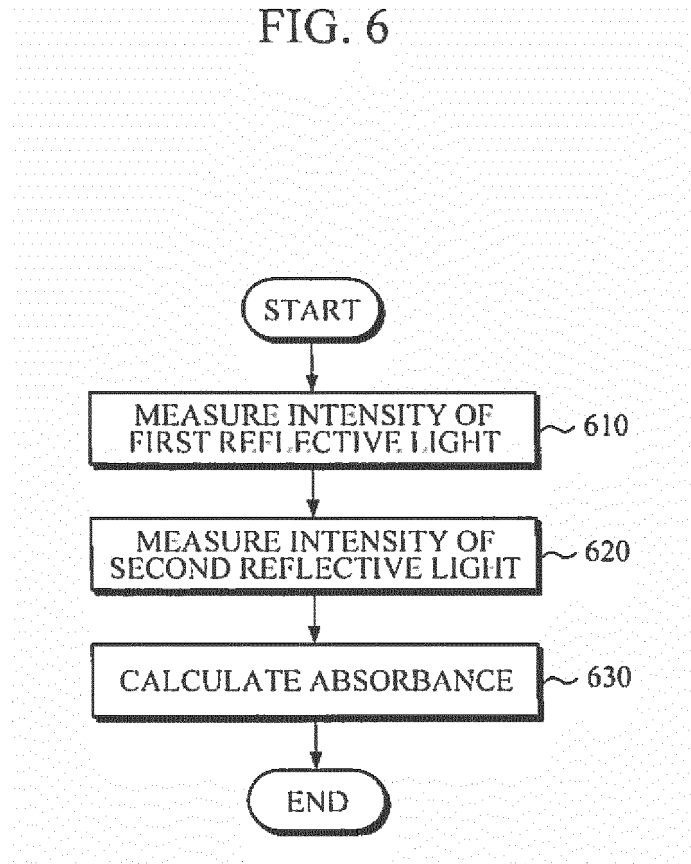 FIG. 6
START
MEASURE INTENSITY OF
FIRST REFLECTIVE LIGHT
610
MEASURE INTENSITY OF
SECOND REFLECTIVE LIGHT
620
CALCULATE ABSORBANCE
630
END